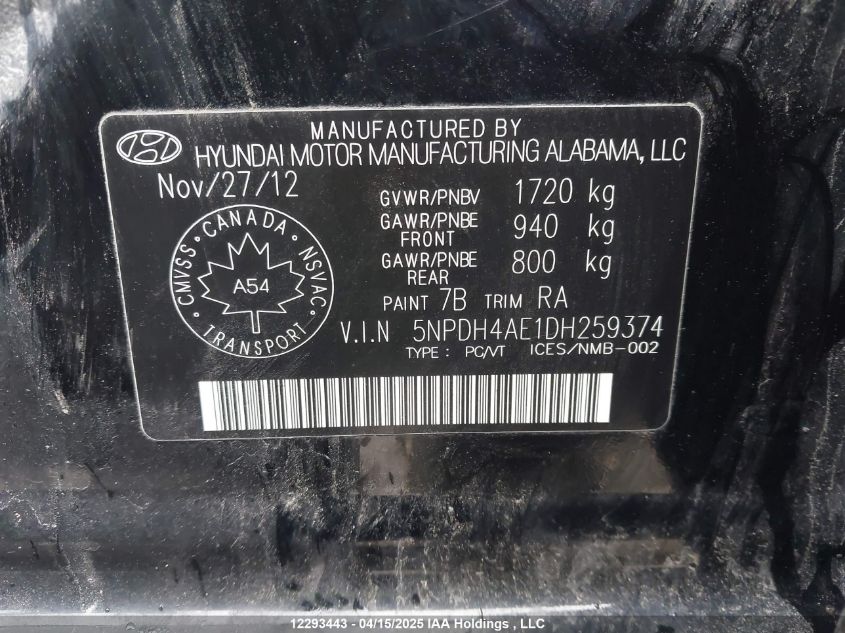 MANUFACTURED BY
HYUNDAI MOTOR MANUFACTURING ALABAMA, LLC
Nov/27/12
GVWR/PNBV 1720 kg
GAWR/PNBE FRONT 940 kg
GAWR/PNBE REAR 800 kg
PAINT 7B TRIM RA
CMVSS • CANADA • NSVAC • TRANSPORT •
A54
V.I.N 5NPDH4AE1DH259374
TYPE : PC/VT ICES/NMB-002
12293443 - 04/15/2025 IAA Holdings , LLC